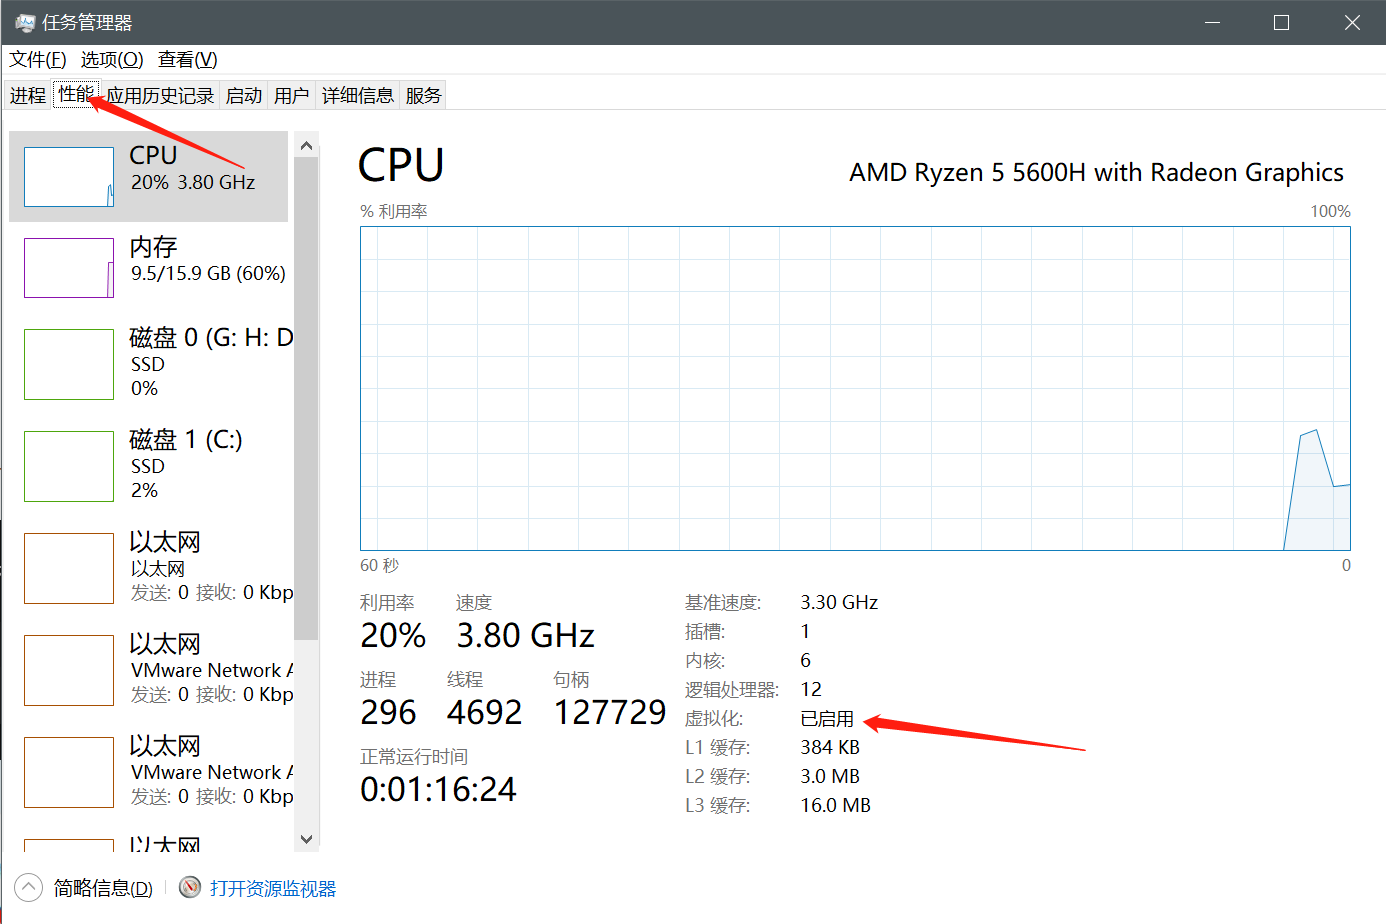 任务管理器
文件(F) 选项(O) 查看(V)
进程 性能 应用历史记录 启动 用户 详细信息 服务
CPU
20% 3.80 GHz
内存
9.5/15.9 GB (60%)
磁盘 0 (G: H: D
SSD
0%
磁盘 1 (C:)
SSD
2%
以太网
以太网
发送: 0 接收: 0 Kbp
以太网
VMware Network A
发送: 0 接收: 0 Kbp
以太网
VMware Network A
发送: 0 接收: 0 Kbp
以太网
CPU
AMD Ryzen 5 5600H with Radeon Graphics
% 利用率 100%
60 秒 0
利用率 速度
20% 3.80 GHz
进程 线程 句柄
296 4692 127729
正常运行时间
0:01:16:24
基准速度: 3.30 GHz
插槽: 1
内核: 6
逻辑处理器: 12
虚拟化: 已启用
L1 缓存: 384 KB
L2 缓存: 3.0 MB
L3 缓存: 16.0 MB
简略信息(D) 打开资源监视器